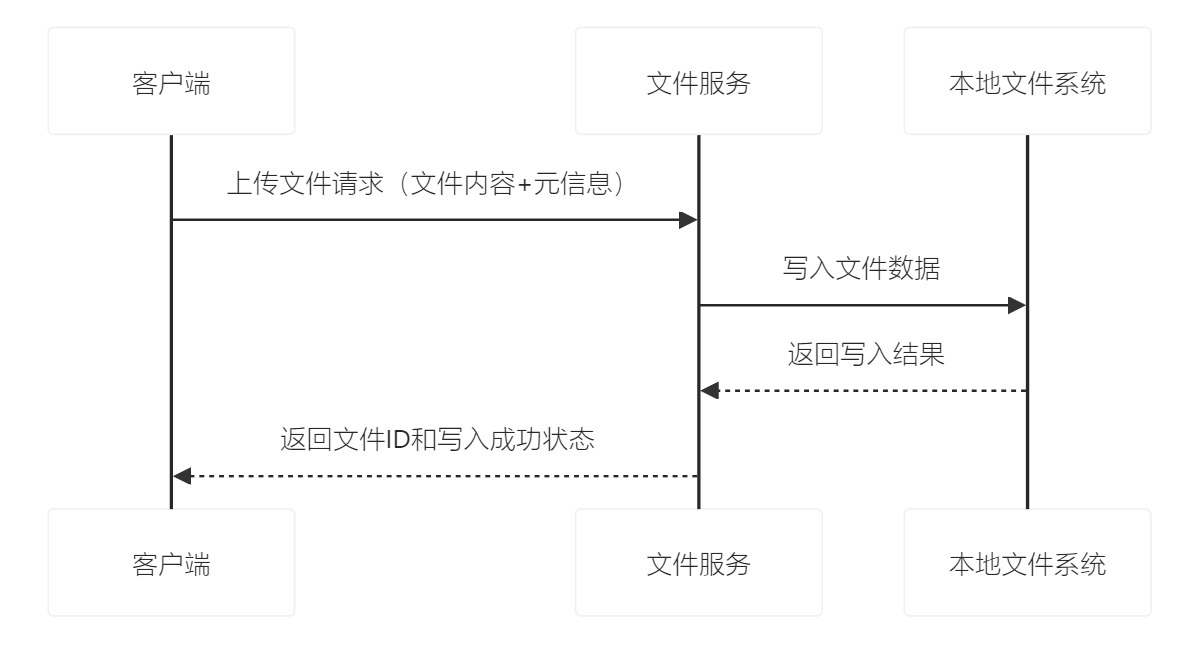 客户端
文件服务
本地文件系统
上传文件请求（文件内容+元信息）
写入文件数据
返回写入结果
返回文件ID和写入成功状态
客户端
文件服务
本地文件系统